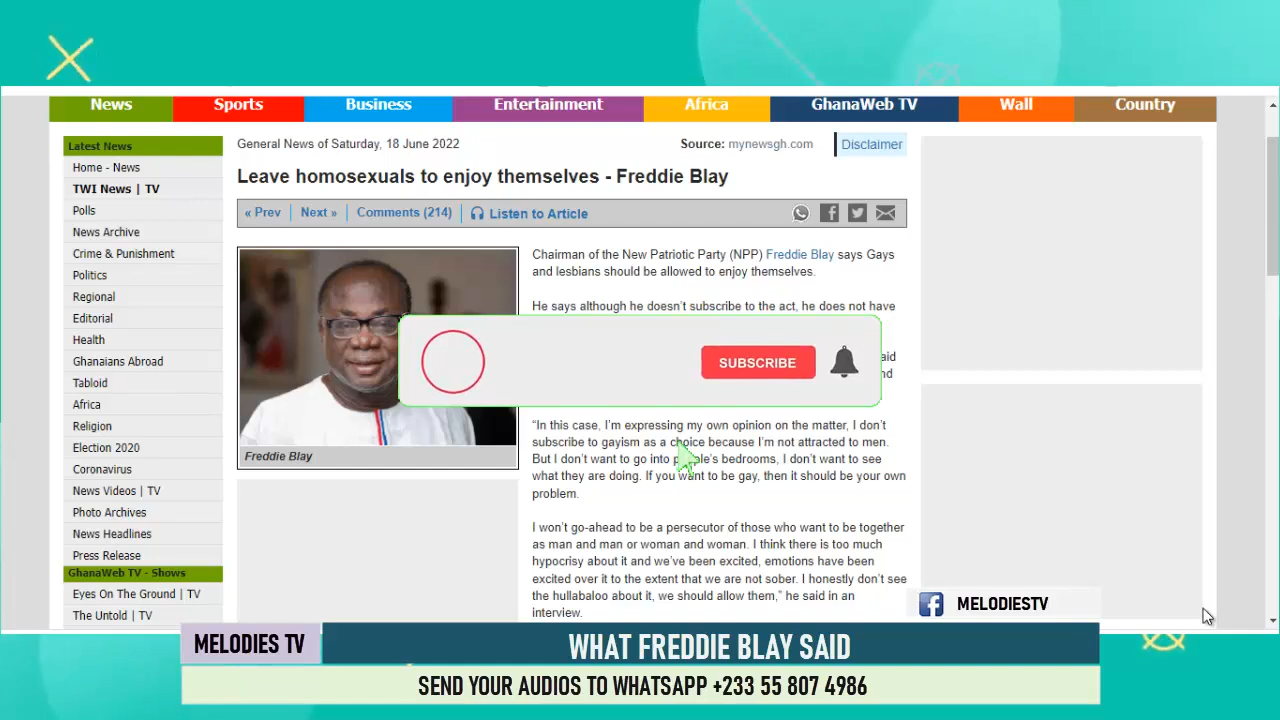 News Sports Business Entertainment Africa GhanaWeb TV Wall Country
Latest News
Home - News
TWI News | TV
Polls
News Archive
Crime & Punishment
Politics
Regional
Editorial
Health
Ghanaians Abroad
Tabloid
Africa
Religion
Election 2020
Coronavirus
News Videos | TV
Photo Archives
News Headlines
Press Release
GhanaWeb TV - Shows
Eyes On The Ground | TV
The Untold | TV
General News of Saturday, 18 June 2022
Source: mynewsgh.com
Disclaimer
Leave homosexuals to enjoy themselves - Freddie Blay
« Prev Next » Comments (214) Listen to Article
Freddie Blay
Chairman of the New Patriotic Party (NPP) Freddie Blay says Gays
and lesbians should be allowed to enjoy themselves.
He says although he doesn't subscribe to the act, he does not have
SUBSCRIBE
“In this case, I'm expressing my own opinion on the matter, I don't
subscribe to gayism as a choice because I'm not attracted to men.
But I don't want to go into bedrooms, I don't want to see
what they are doing. If you want to be gay, then it should be your own
problem.
I won't go-ahead to be a persecutor of those who want to be together
as man and man or woman and woman. I think there is too much
hypocrisy about it and we've been excited, emotions have been
excited over it to the extent that we are not sober. I honestly don't see
the hullabaloo about it, we should allow them,” he said in an
interview.
MELODIESTV
MELODIES TV
WHAT FREDDIE BLAY SAID
SEND YOUR AUDIOS TO WHATSAPP +233 55 807 4986